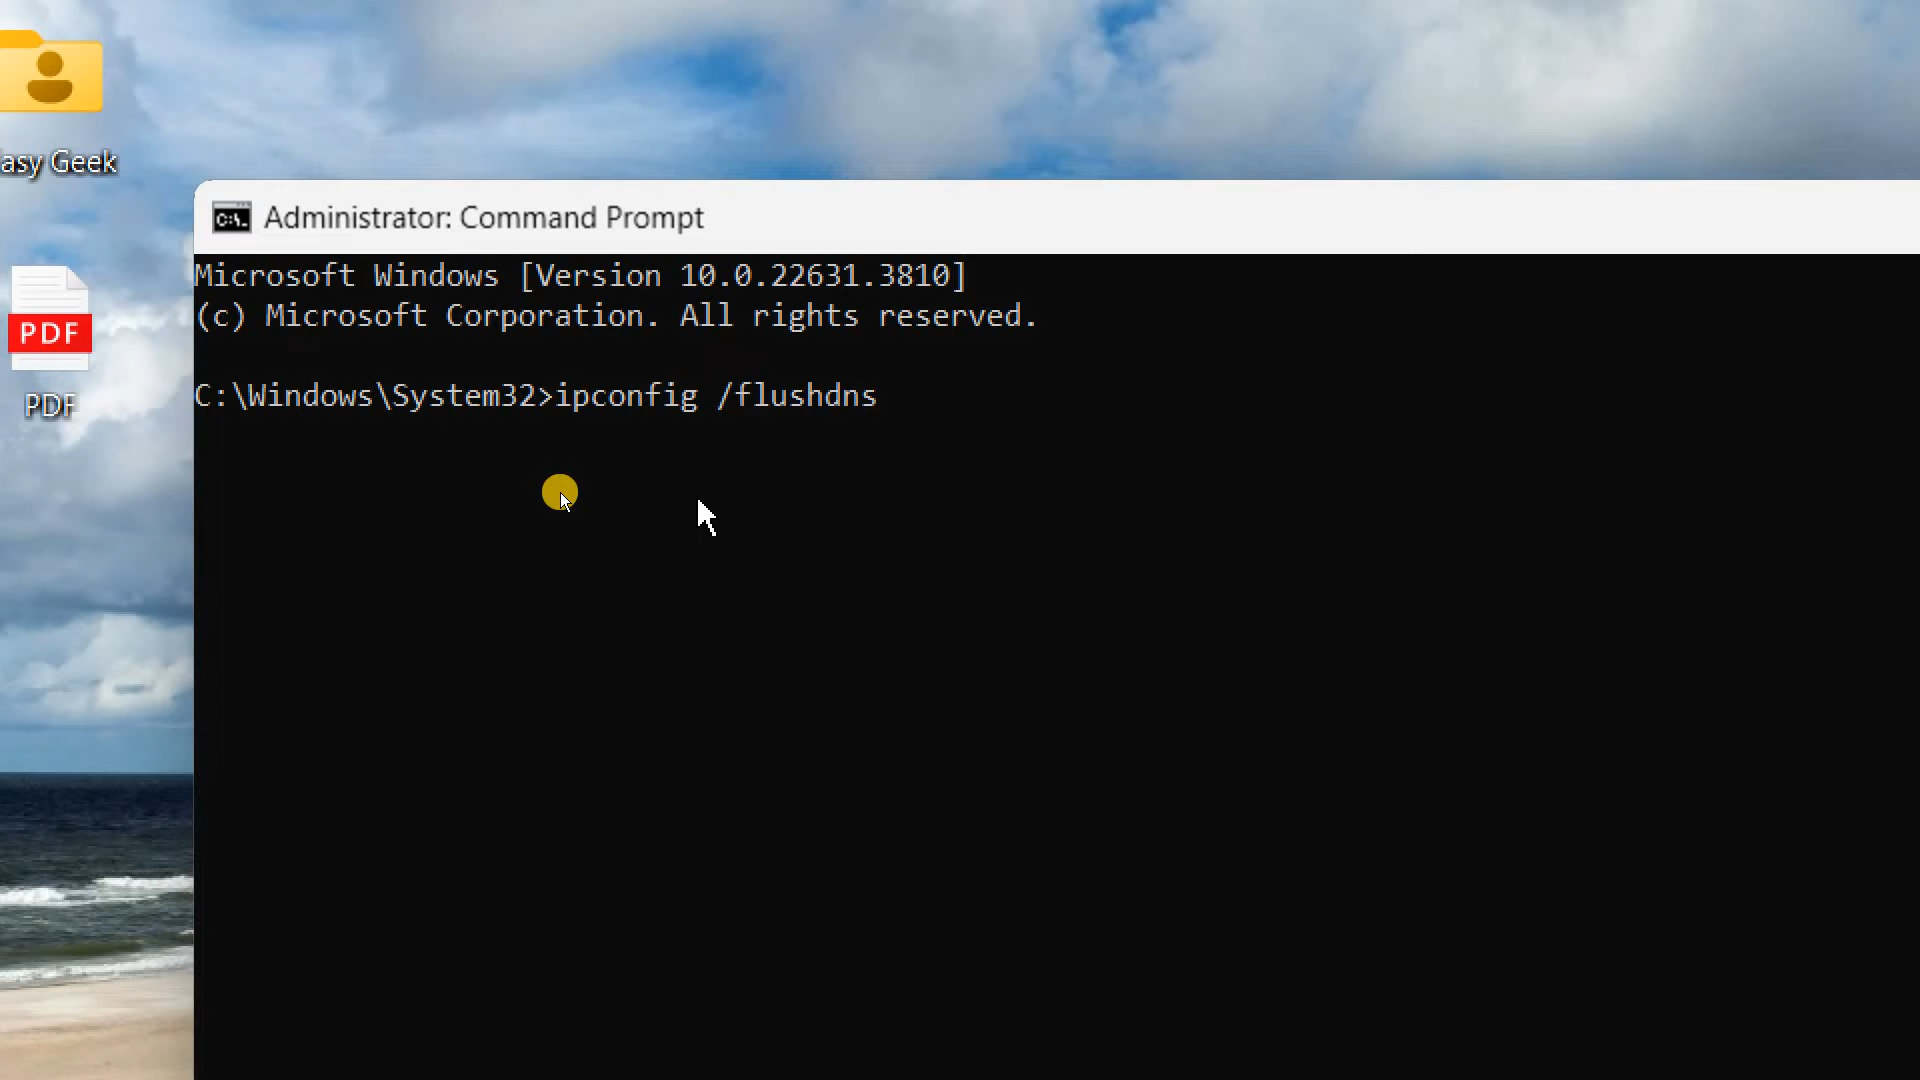 asy Geek
PDF
PDF
C:\.
Administrator: Command Prompt
Microsoft Windows [Version 10.0.22631.3810]
(c) Microsoft Corporation. All rights reserved.
C:\Windows\System32>ipconfig /flushdns